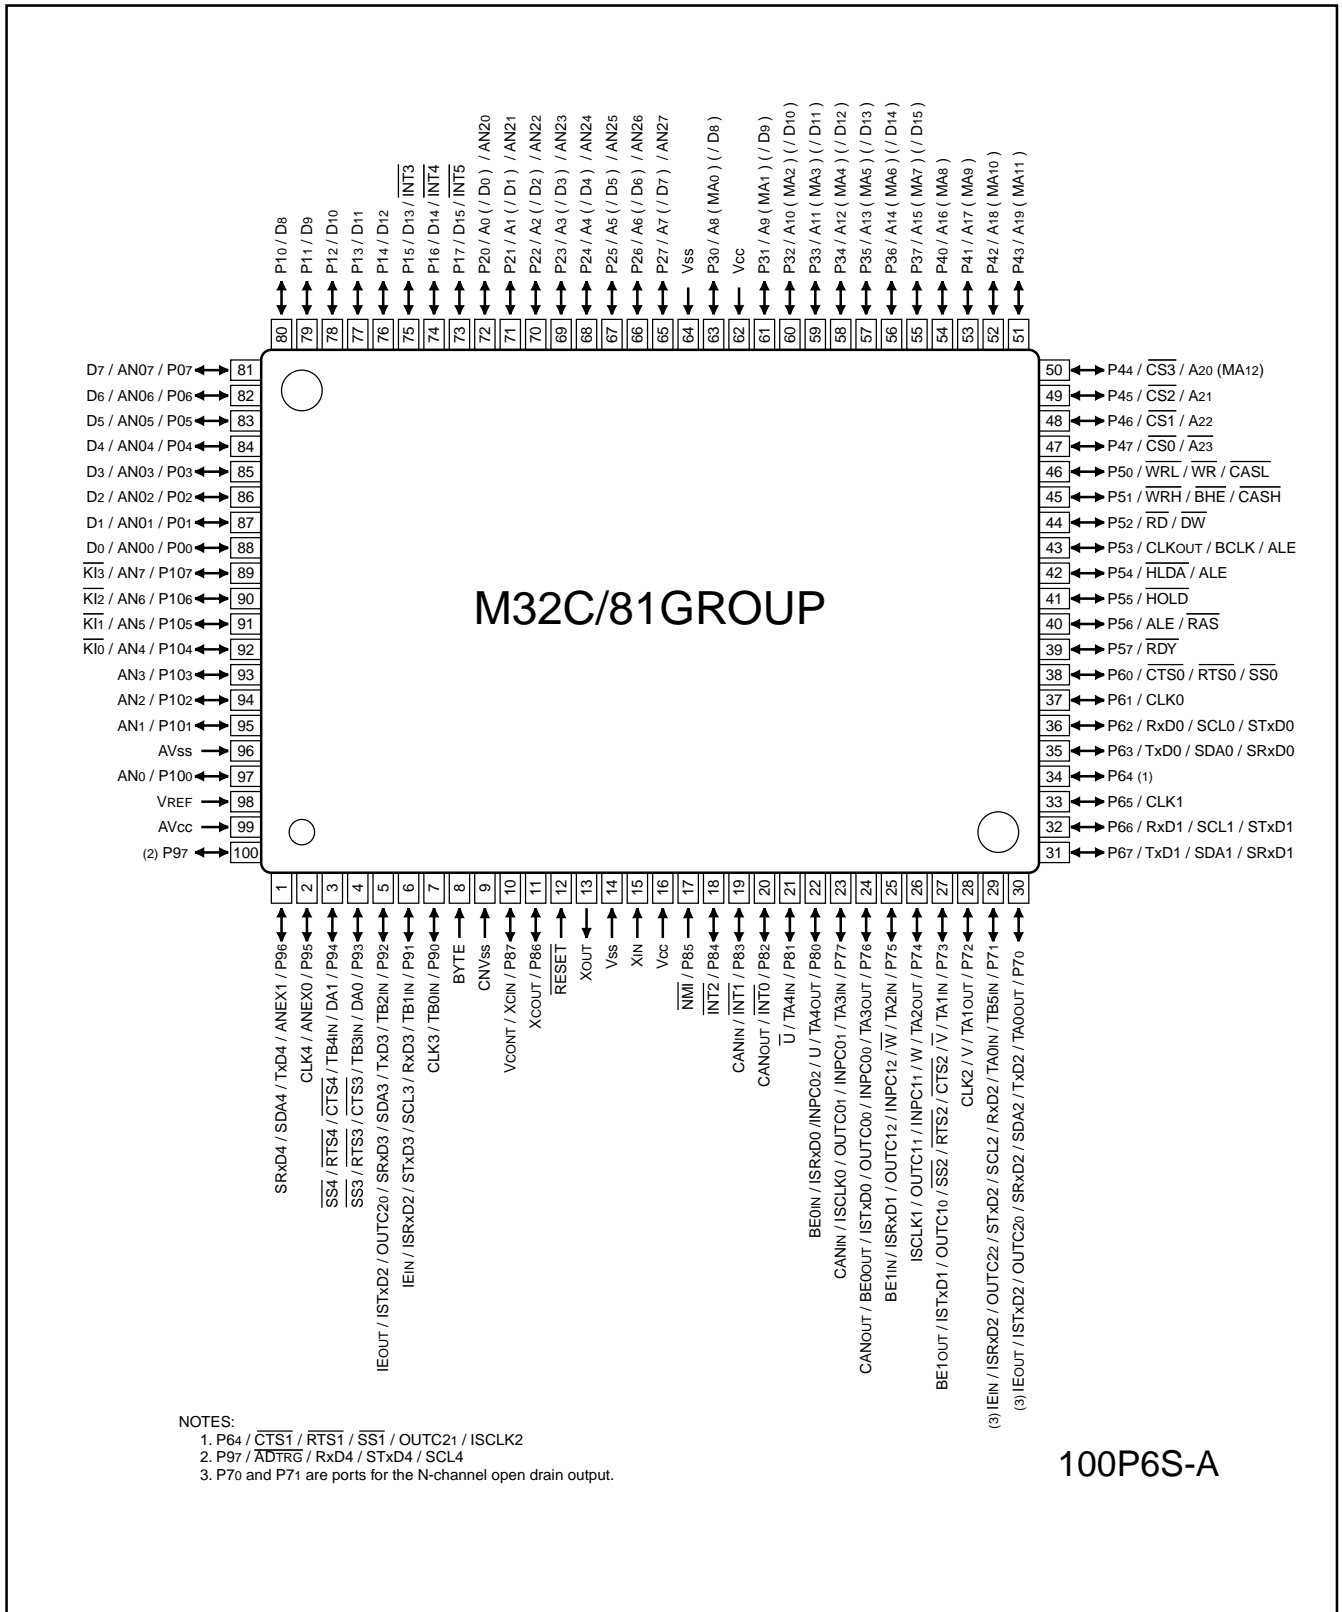 P10 / D8
P11 / D9
P12 / D10
P13 / D11
P14 / D12
P15 / D13 / INT3
P16 / D14 / INT4
P17 / D15 / INT5
P20 / A0 ( / D0 ) / AN20
P21 / A1 ( / D1 ) / AN21
P22 / A2 ( / D2 ) / AN22
P23 / A3 ( / D3 ) / AN23
P24 / A4 ( / D4 ) / AN24
P25 / A5 ( / D5 ) / AN25
P26 / A6 ( / D6 ) / AN26
P27 / A7 ( / D7 ) / AN27
Vss
P30 / A8 ( MA0 ) ( / D8 )
Vcc
P31 / A9 ( MA1 ) ( / D9 )
P32 / A10 ( MA2 ) ( / D10 )
P33 / A11 ( MA3 ) ( / D11 )
P34 / A12 ( MA4 ) ( / D12 )
P35 / A13 ( MA5 ) ( / D13 )
P36 / A14 ( MA6 ) ( / D14 )
P37 / A15 ( MA7 ) ( / D15 )
P40 / A16 ( MA8 )
P41 / A17 ( MA9 )
P42 / A18 ( MA10 )
P43 / A19 ( MA11 )
80 79 78 77 76 75 74 73 72 71 70 69 68 67 66 65 64 63 62 61 60 59 58 57 56 55 54 53 52 51
D7 / AN07 / P07 81
D6 / AN06 / P06 82
D5 / AN05 / P05 83
D4 / AN04 / P04 84
D3 / AN03 / P03 85
D2 / AN02 / P02 86
D1 / AN01 / P01 87
D0 / AN00 / P00 88
KI3 / AN7 / P107 89
KI2 / AN6 / P106 90
KI1 / AN5 / P105 91
KI0 / AN4 / P104 92
AN3 / P103 93
AN2 / P102 94
AN1 / P101 95
AVss 96
AN0 / P100 97
VREF 98
AVcc 99
(2) P97 100
M32C/81GROUP
50 P44 / CS3 / A20 (MA12)
49 P45 / CS2 / A21
48 P46 / CS1 / A22
47 P47 / CS0 / A23
46 P50 / WRL / WR / CASL
45 P51 / WRH / BHE / CASH
44 P52 / RD / DW
43 P53 / CLKOUT / BCLK / ALE
42 P54 / HLDA / ALE
41 P55 / HOLD
40 P56 / ALE / RAS
39 P57 / RDY
38 P60 / CTS0 / RTS0 / SS0
37 P61 / CLK0
36 P62 / RxD0 / SCL0 / STxD0
35 P63 / TxD0 / SDA0 / SRxD0
34 P64 (1)
33 P65 / CLK1
32 P66 / RxD1 / SCL1 / STxD1
31 P67 / TxD1 / SDA1 / SRxD1
1 2 3 4 5 6 7 8 9 10 11 12 13 14 15 16 17 18 19 20 21 22 23 24 25 26 27 28 29 30
SRxD4 / SDA4 / TxD4 / ANEX1 / P96
CLK4 / ANEX0 / P95
SS4 / RTS4 / CTS4 / TB4IN / DA1 / P94
SS3 / RTS3 / CTS3 / TB3IN / DA0 / P93
IEOUT / ISTxD2 / OUTC20 / SRxD3 / SDA3 / TxD3 / TB2IN / P92
IEIN / ISRxD2 / STxD3 / SCL3 / RxD3 / TB1IN / P91
CLK3 / TB0IN / P90
BYTE
CNVss
VCONT / XCIN / P87
XCOUT / P86
RESET
XOUT
Vss
XIN
Vcc
NMI / P85
INT2 / P84
CANIN / INT1 / P83
CANOUT / INT0 / P82
U / TA4IN / P81
BE0IN / ISRxD0 /INPC02 / U / TA4OUT / P80
CANIN / ISCLK0 / OUTC01 / INPC01 / TA3IN / P77
CANOUT / BE0OUT / ISTxD0 / OUTC00 / INPC00 / TA3OUT / P76
BE1IN / ISRxD1 / OUTC12 / INPC12 / W / TA2IN / P75
ISCLK1 / OUTC11 / INPC11 / W / TA2OUT / P74
BE1OUT / ISTxD1 / OUTC10 / SS2 / RTS2 / CTS2 / V / TA1IN / P73
CLK2 / V / TA1OUT / P72
(3) IEIN / ISRxD2 / OUTC22 / STxD2 / SCL2 / RxD2 / TA0IN / TB5IN / P71
(3) IEOUT / ISTxD2 / OUTC20 / SRxD2 / SDA2 / TxD2 / TA0OUT / P70
NOTES:
1. P64 / CTS1 / RTS1 / SS1 / OUTC21 / ISCLK2
2. P97 / ADTRG / RxD4 / STxD4 / SCL4
3. P70 and P71 are ports for the N-channel open drain output.
100P6S-A